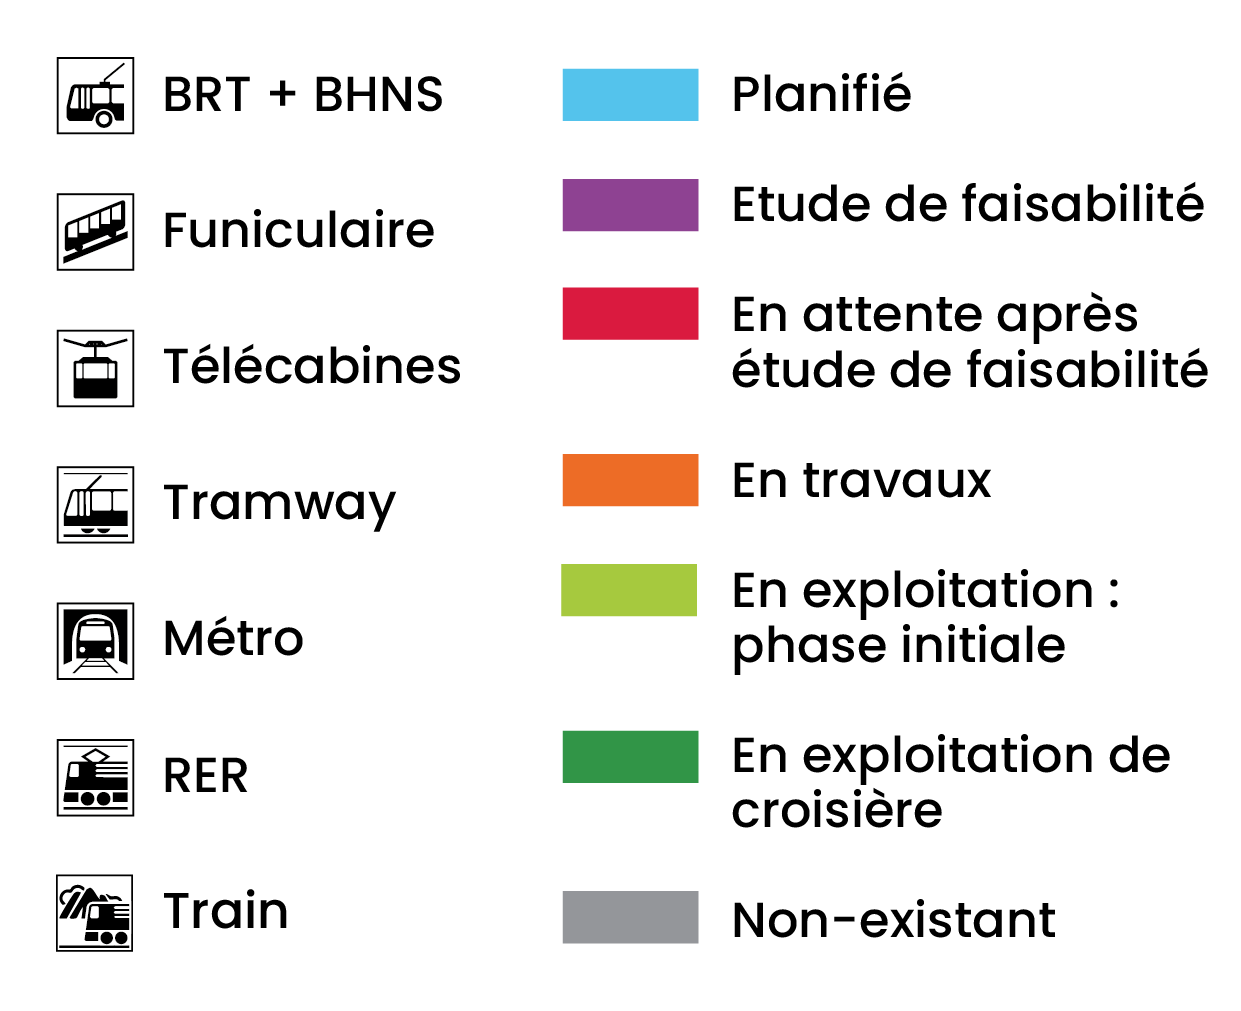 BRT + BHNS
Funiculaire
Télécabines
Tramway
Métro
RER
Train
Planifié
Etude de faisabilité
En attente après
étude de faisabilité
En travaux
En exploitation :
phase initiale
En exploitation de
croisière
Non-existant